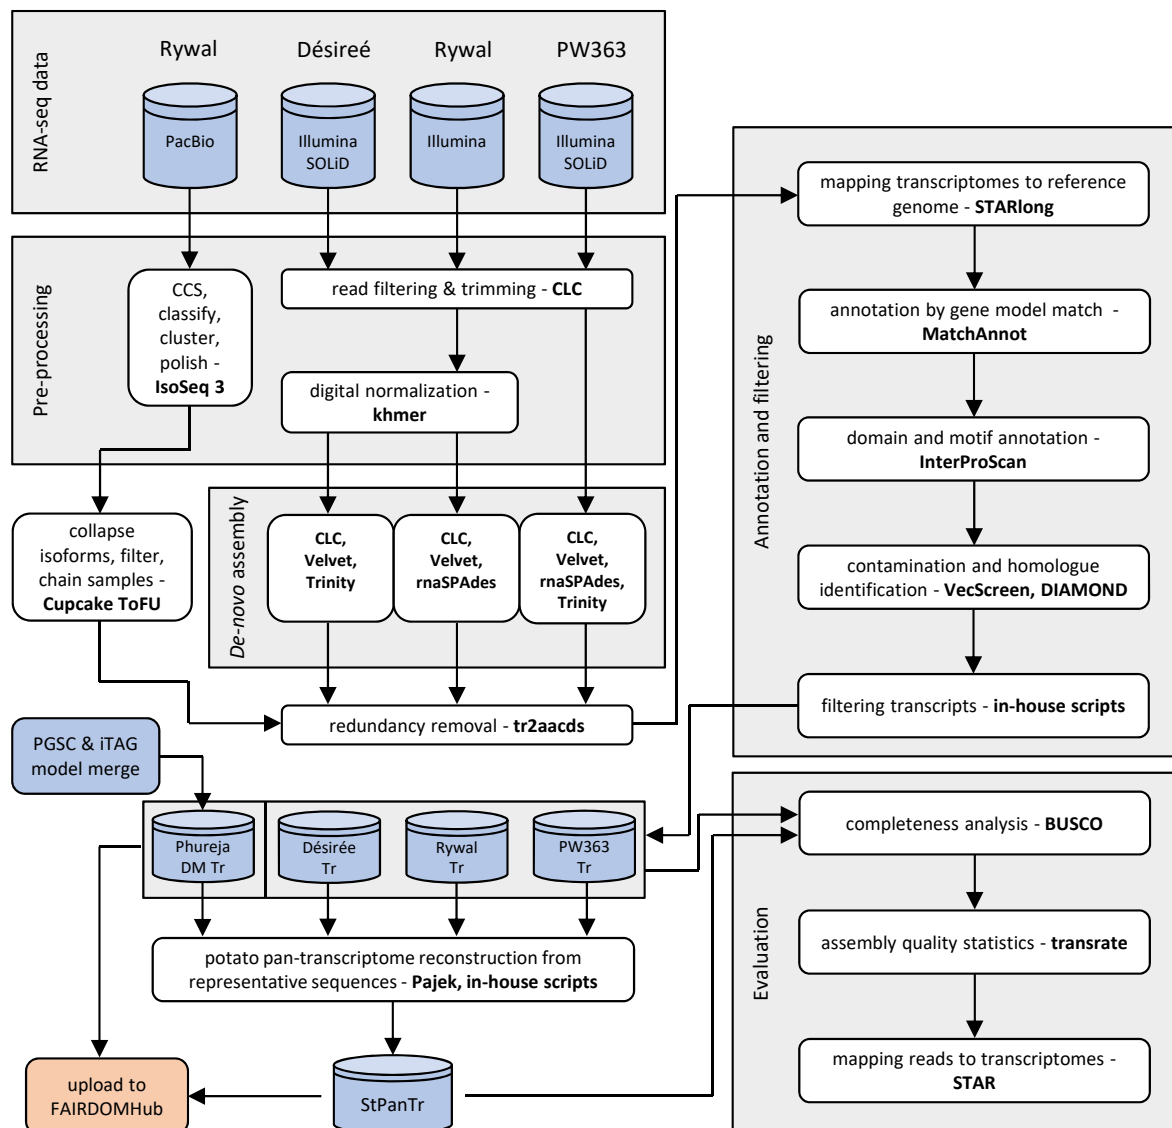 RNA-seq data
Rywal
Désireé
Rywal
PW363
PacBio
Illumina
SOLiD
Illumina
Illumina
SOLiD
Pre-processing
CCS,
classify,
cluster,
polish -
IsoSeq 3
read filtering & trimming - CLC
digital normalization -
khmer
collapse
isoforms, filter,
chain samples -
Cupcake ToFU
De-novo assembly
CLC,
Velvet,
Trinity
CLC,
Velvet,
rnaSPAdes
CLC,
Velvet,
rnaSPAdes,
Trinity
redundancy removal - tr2aacds
Annotation and filtering
mapping transcriptomes to reference
genome - STARlong
annotation by gene model match -
MatchAnnot
domain and motif annotation -
InterProScan
contamination and homologue
identification - VecScreen, DIAMOND
filtering transcripts - in-house scripts
PGSC & iTAG
model merge
Phureja
DM Tr
Désirée
Tr
Rywal
Tr
PW363
Tr
potato pan-transcriptome reconstruction from
representative sequences - Pajek, in-house scripts
StPanTr
upload to
FAIRDOMHub
Evaluation
completeness analysis - BUSCO
assembly quality statistics - transrate
mapping reads to transcriptomes -
STAR